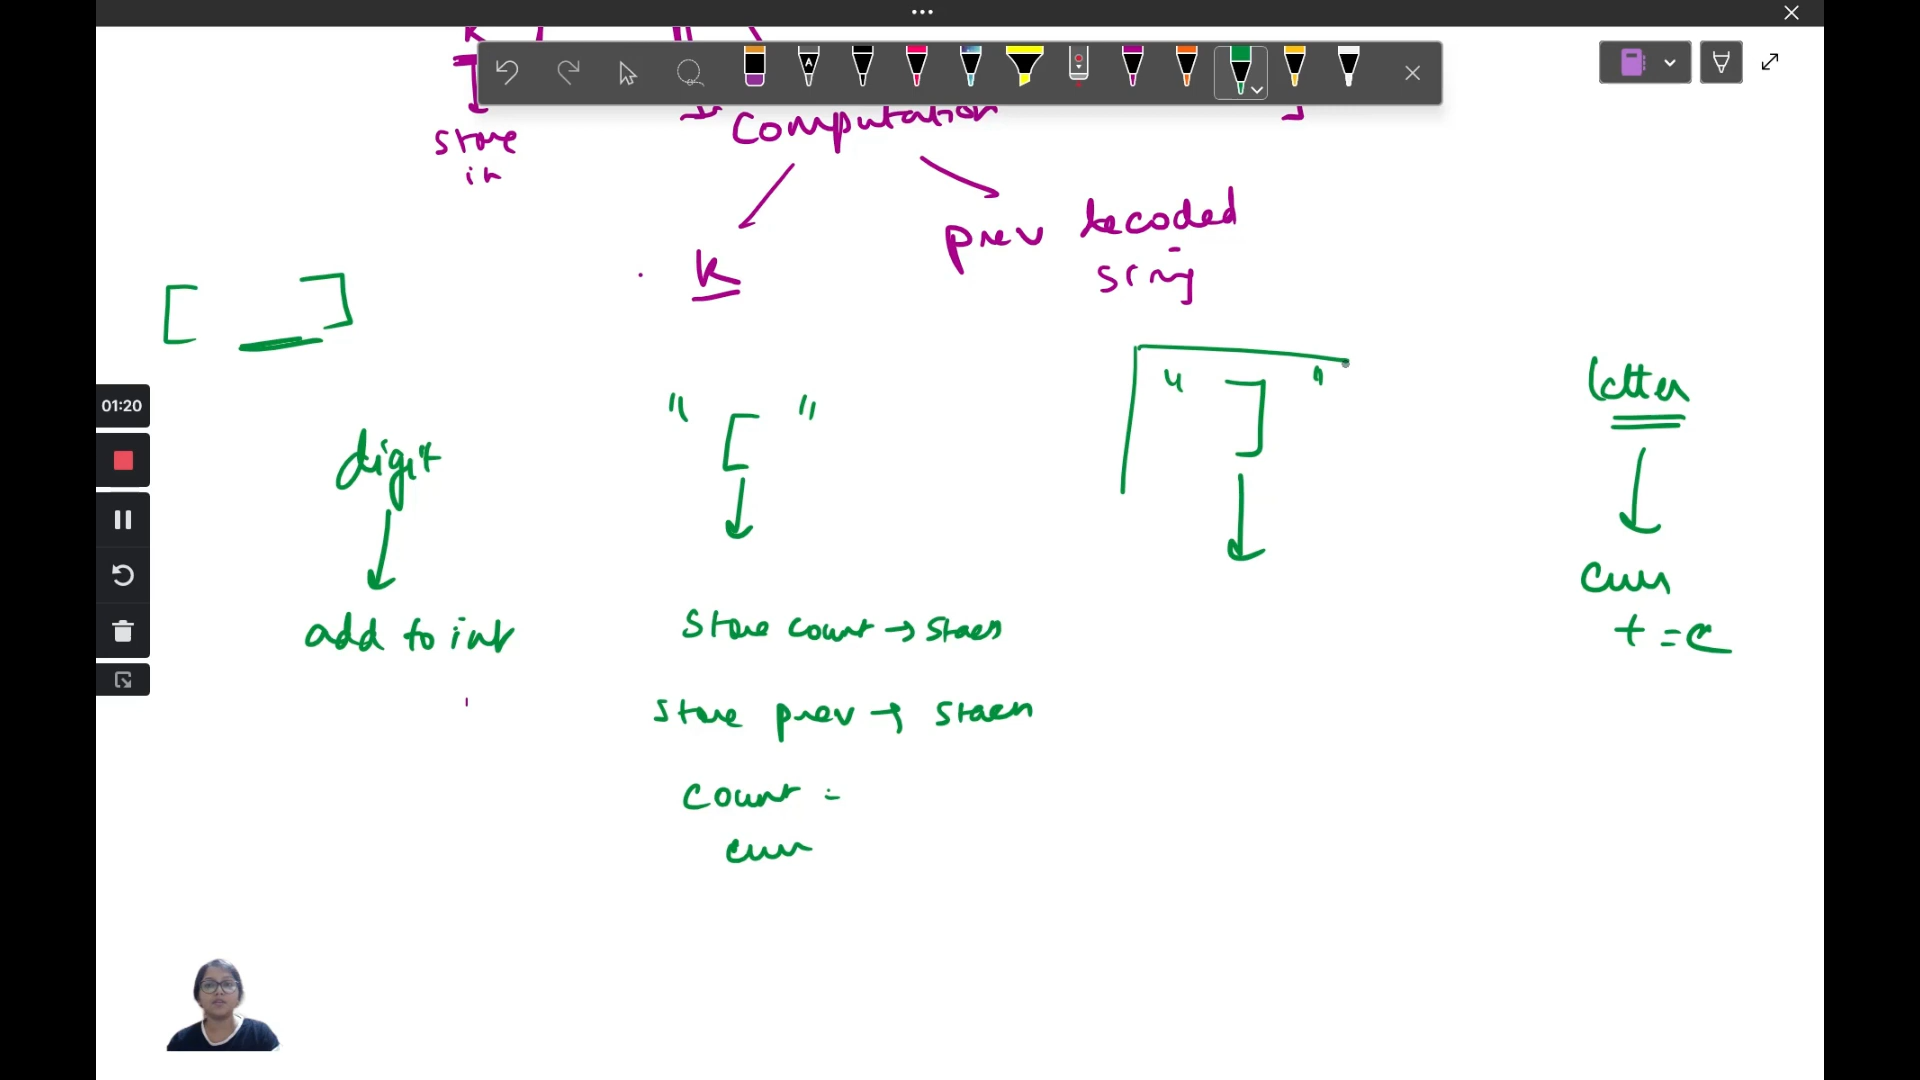 Computation
store
in
k
prev decoded
string
[ ]
" [ "
" ] "
letter
digit
01:20
curr
+ = c
add to int
Store count → stack
Store prev → stack
Count =
curr
A